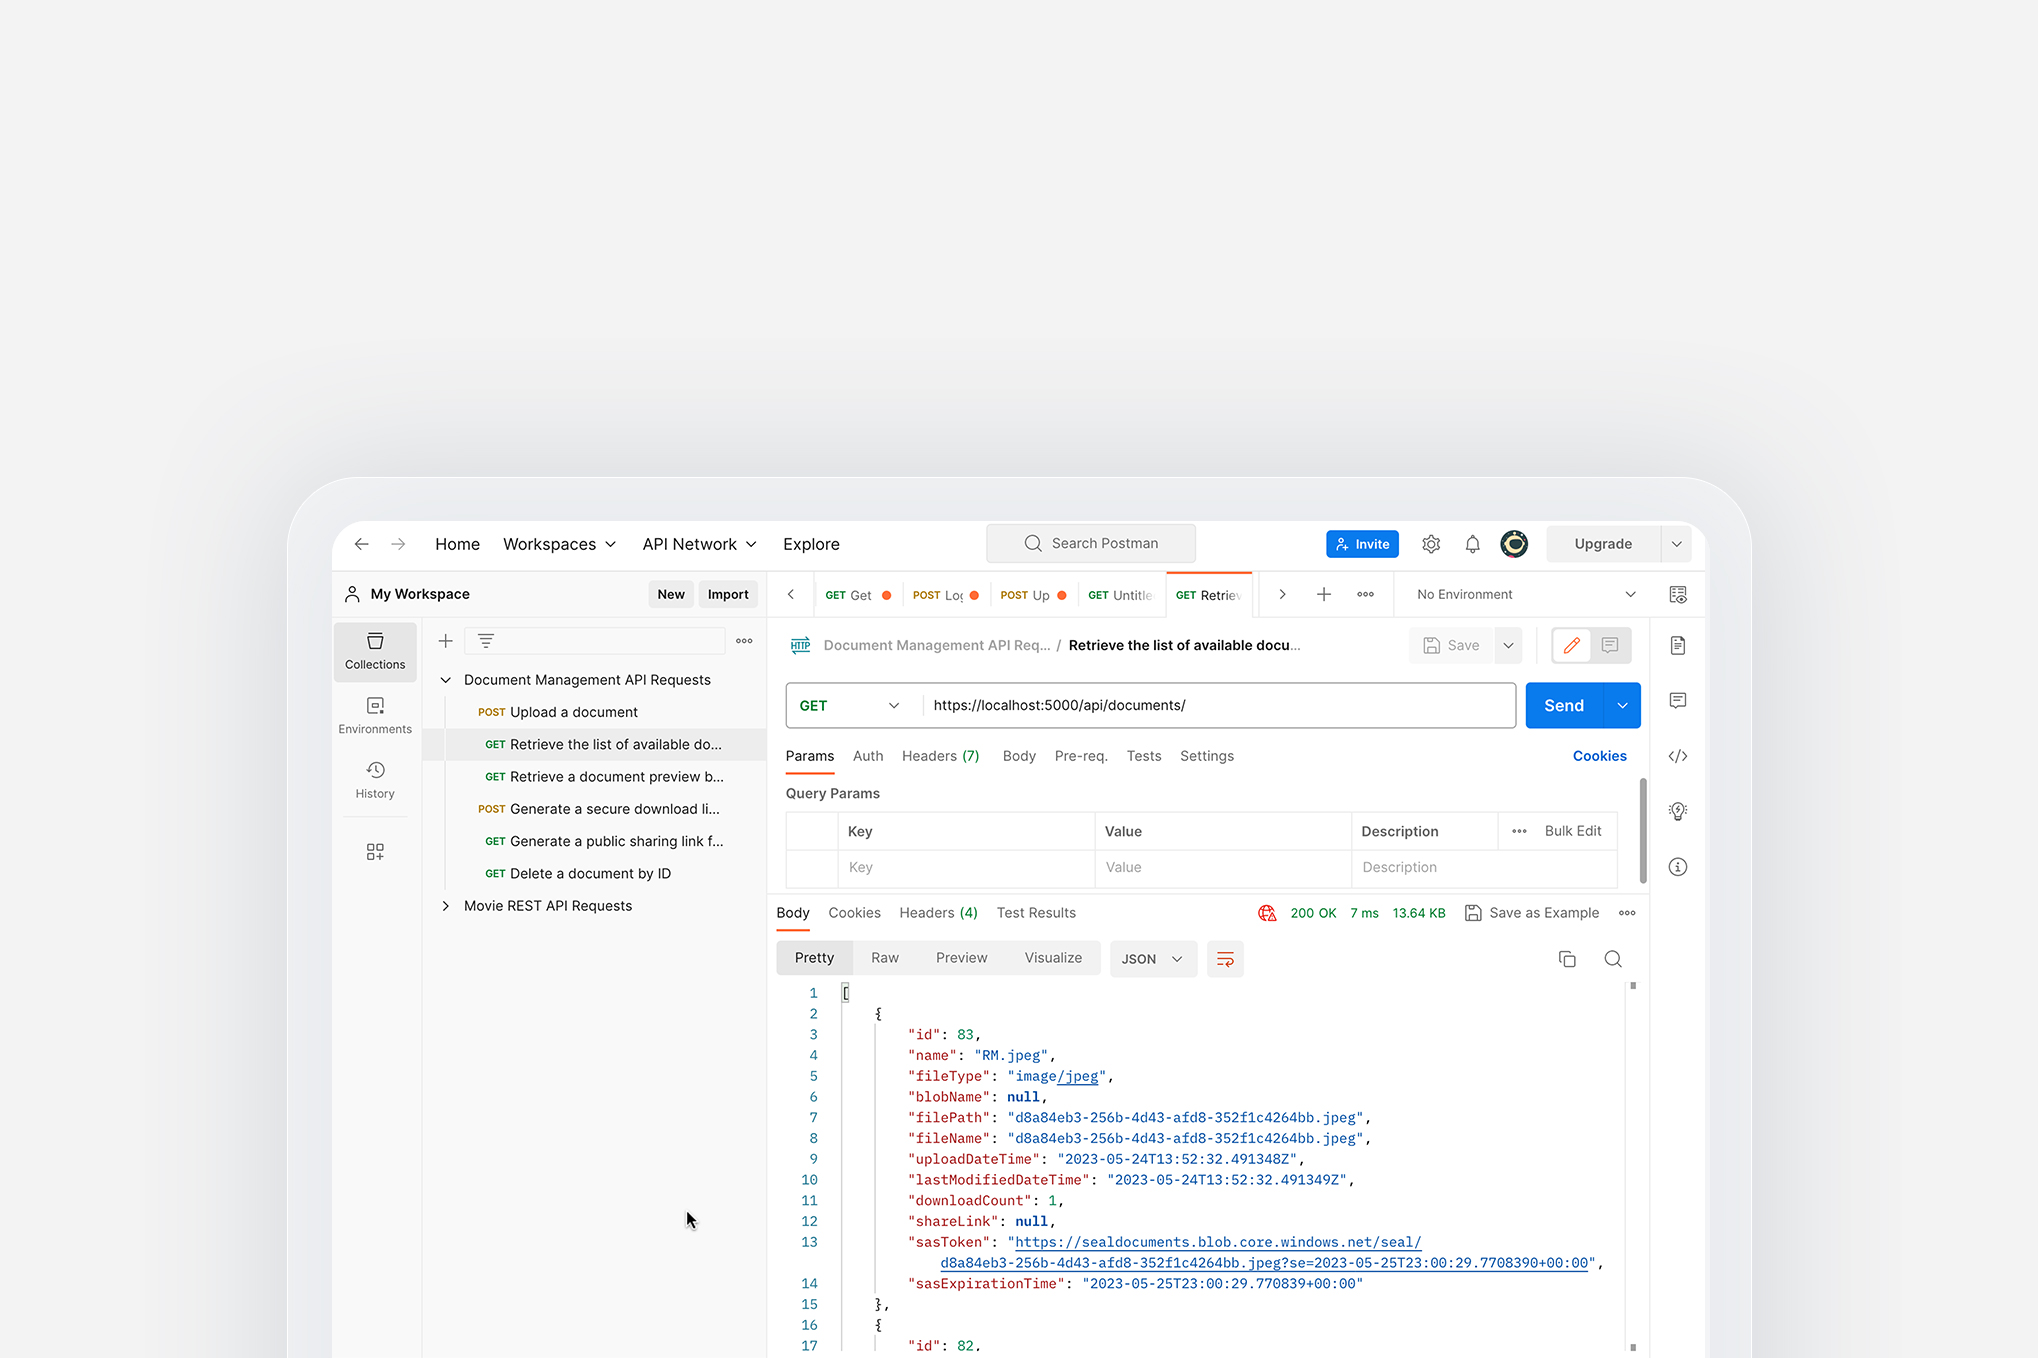 Home Workspaces API Network Explore Search Postman Invite Upgrade
My Workspace New Import
GET Get POST Log POST Up GET Untitle GET Retriev No Environment
Collections
Environments
History
Document Management API Requests
POST Upload a document
GET Retrieve the list of available do...
GET Retrieve a document preview b...
POST Generate a secure download li...
GET Generate a public sharing link f...
GET Delete a document by ID
Movie REST API Requests
HTTP Document Management API Req... / Retrieve the list of available docu... Save
GET https://localhost:5000/api/documents/ Send
Params Auth Headers (7) Body Pre-req. Tests Settings Cookies
Query Params
Key Value Description Bulk Edit
Key Value Description
Body Cookies Headers (4) Test Results 200 OK 7 ms 13.64 KB Save as Example
Pretty Raw Preview Visualize JSON
1 [
2 {
3 "id": 83,
4 "name": "RM.jpeg",
5 "fileType": "image/jpeg",
6 "blobName": null,
7 "filePath": "d8a84eb3-256b-4d43-afd8-352f1c4264bb.jpeg",
8 "fileName": "d8a84eb3-256b-4d43-afd8-352f1c4264bb.jpeg",
9 "uploadDateTime": "2023-05-24T13:52:32.491348Z",
10 "lastModifiedDateTime": "2023-05-24T13:52:32.491349Z",
11 "downloadCount": 1,
12 "shareLink": null,
13 "sasToken": "https://sealdocuments.blob.core.windows.net/seal/
d8a84eb3-256b-4d43-afd8-352f1c4264bb.jpeg?se=2023-05-25T23:00:29.7708390+00:00",
14 "sasExpirationTime": "2023-05-25T23:00:29.770839+00:00"
15 },
16 {
17 "id": 82,